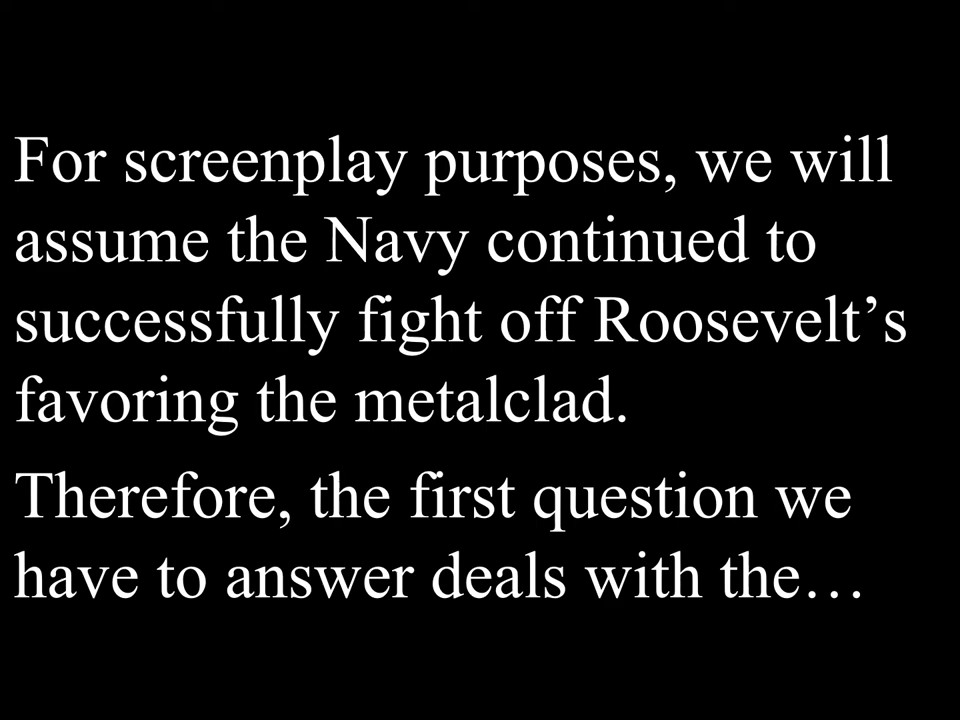 For screenplay purposes, we will
assume the Navy continued to
successfully fight off Roosevelt’s
favoring the metalclad.
Therefore, the first question we
have to answer deals with the…